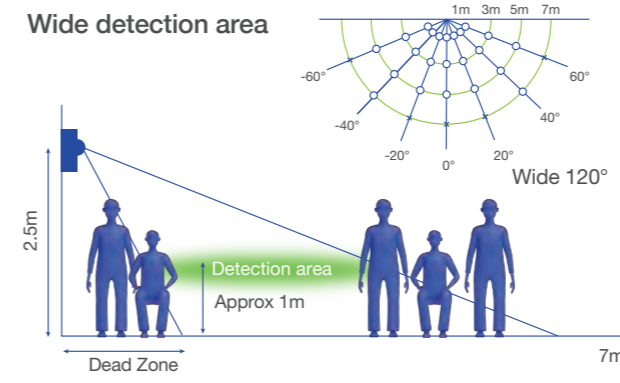 Wide detection area
1m 3m 5m 7m
-60° 60°
-40° 40°
-20° 20°
0°
Wide 120°
2.5m
Detection area
Approx 1m
Dead Zone
7m